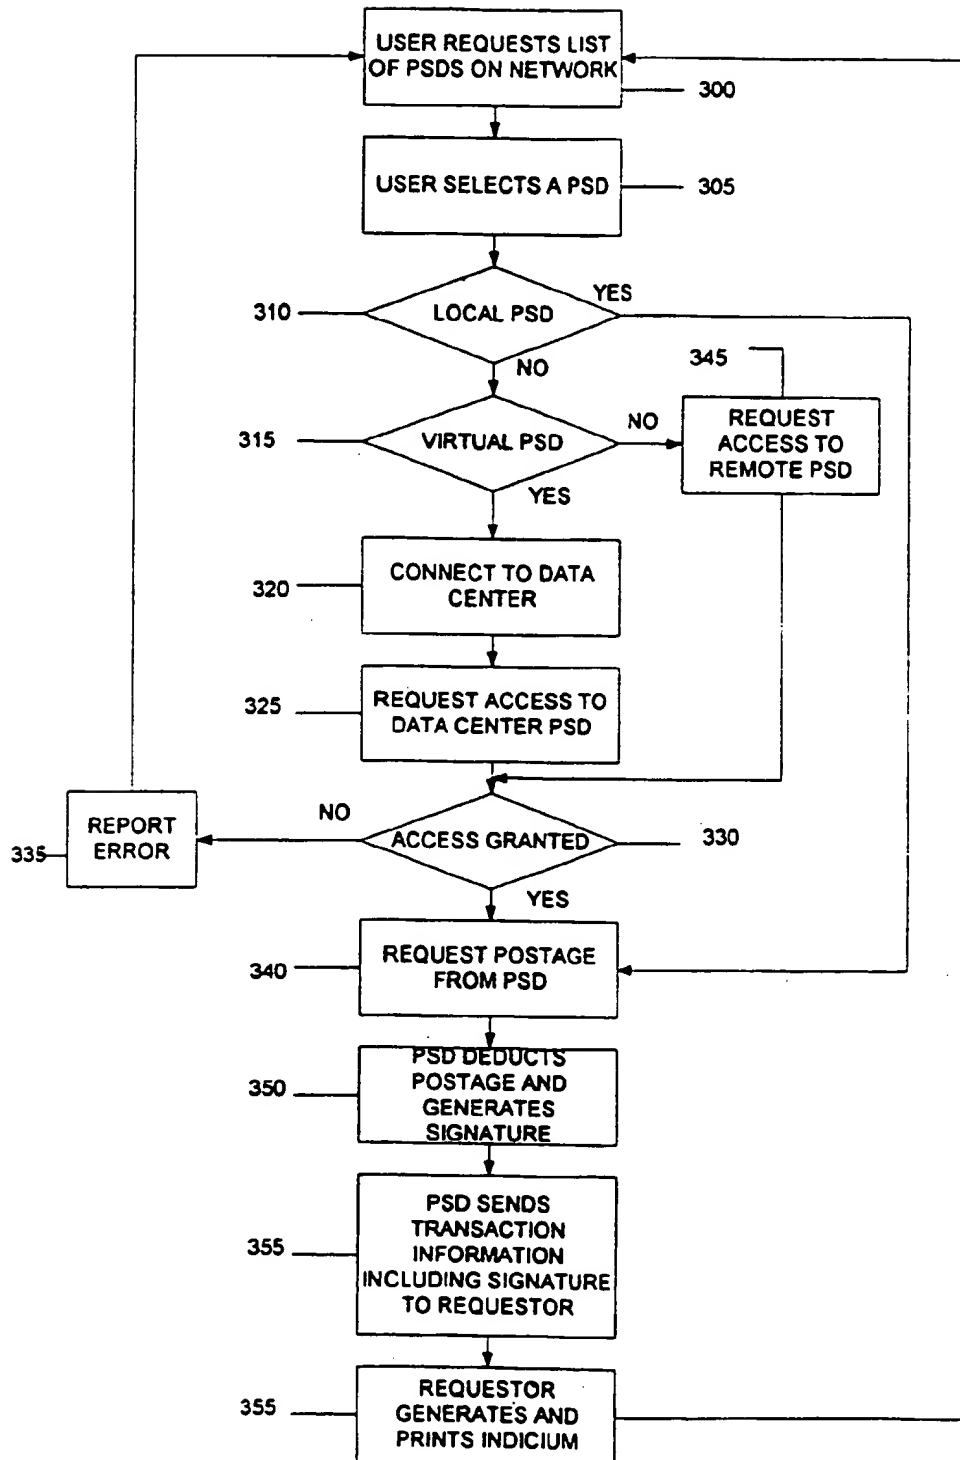 USER REQUESTS LIST
OF PSDS ON NETWORK
300
USER SELECTS A PSD
305
310
LOCAL PSD
YES
NO
345
315
VIRTUAL PSD
NO
REQUEST
ACCESS TO
REMOTE PSD
YES
320
CONNECT TO DATA
CENTER
325
REQUEST ACCESS TO
DATA CENTER PSD
NO
REPORT
ERROR
335
ACCESS GRANTED
330
YES
340
REQUEST POSTAGE
FROM PSD
350
PSD DEDUCTS
POSTAGE AND
GENERATES
SIGNATURE
355
PSD SENDS
TRANSACTION
INFORMATION
INCLUDING SIGNATURE
TO REQUESTOR
355
REQUESTOR
GENERATES AND
PRINTS INDICIUM